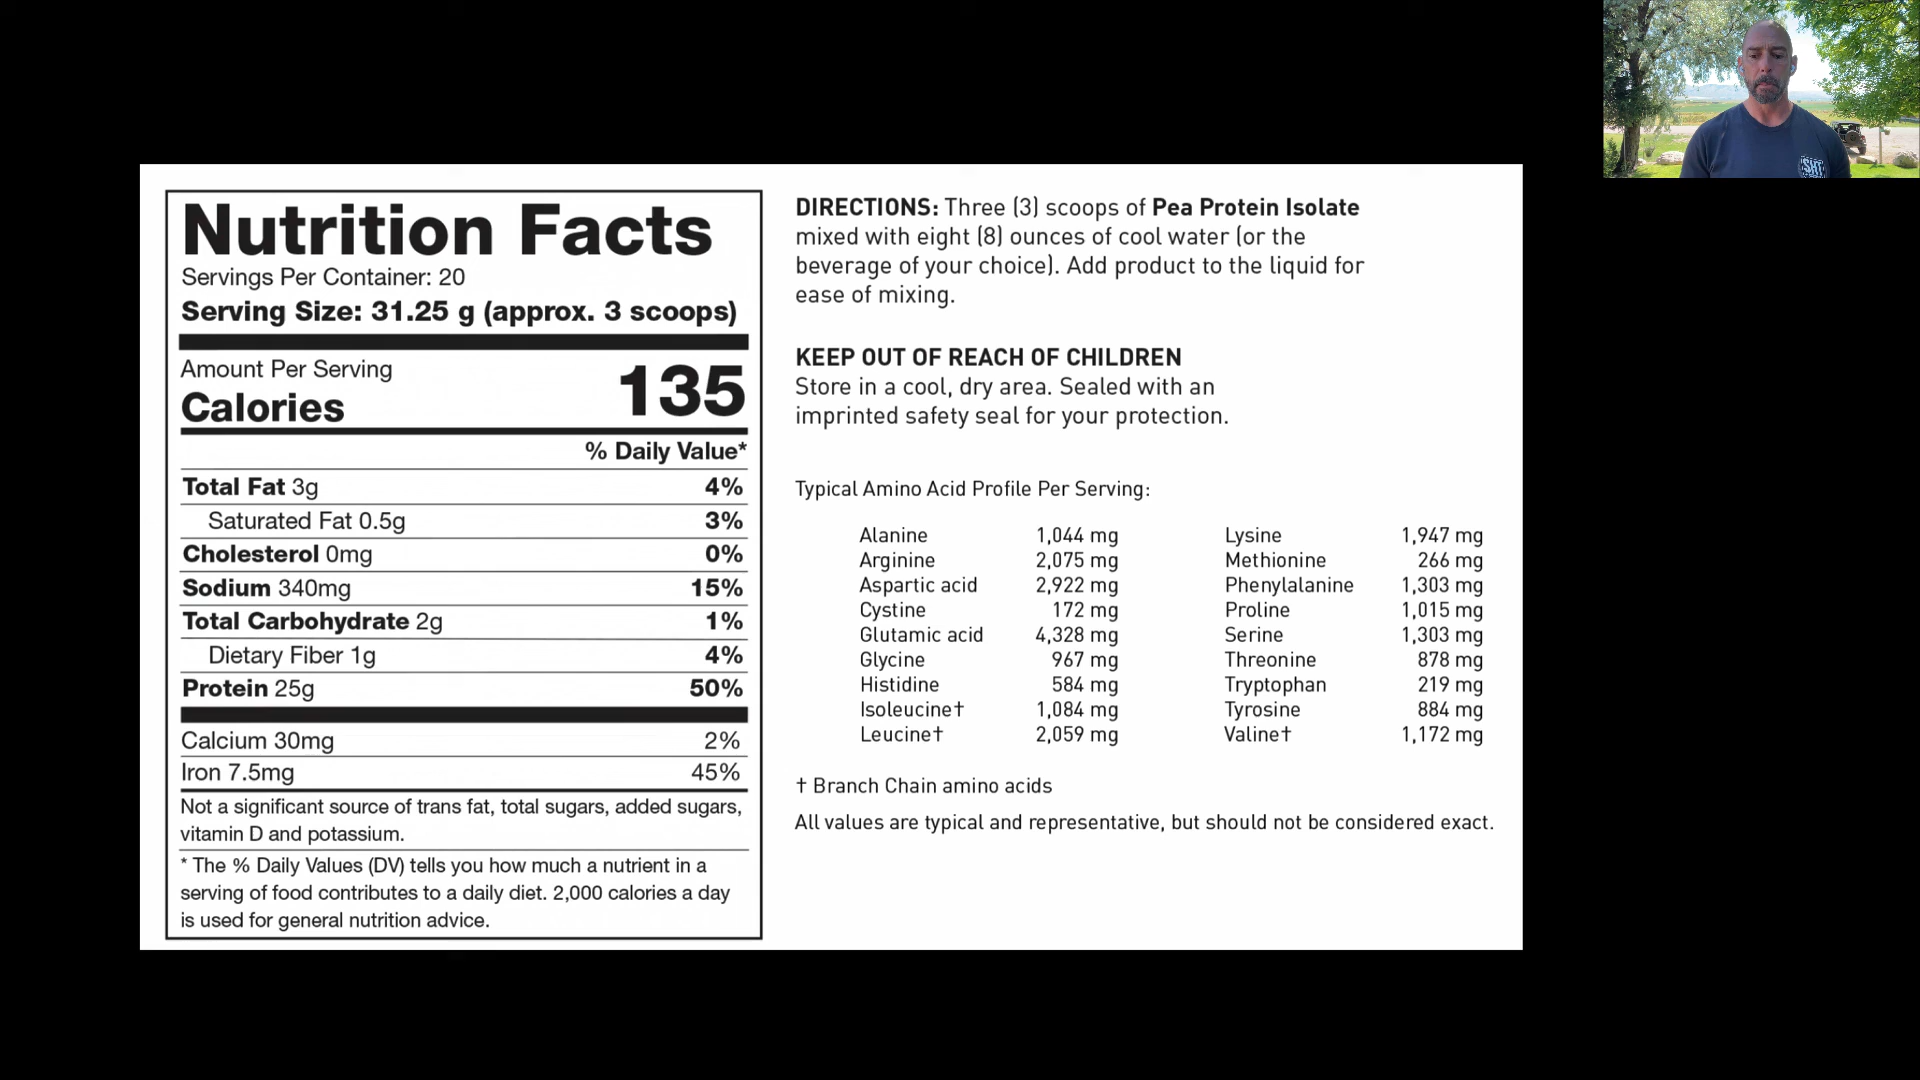 Nutrition Facts
Servings Per Container: 20
Serving Size: 31.25 g (approx. 3 scoops)
Amount Per Serving
Calories 135
% Daily Value*
Total Fat 3g 4%
Saturated Fat 0.5g 3%
Cholesterol 0mg 0%
Sodium 340mg 15%
Total Carbohydrate 2g 1%
Dietary Fiber 1g 4%
Protein 25g 50%
Calcium 30mg 2%
Iron 7.5mg 45%
Not a significant source of trans fat, total sugars, added sugars,
vitamin D and potassium.
* The % Daily Values (DV) tells you how much a nutrient in a
serving of food contributes to a daily diet. 2,000 calories a day
is used for general nutrition advice.
DIRECTIONS: Three (3) scoops of Pea Protein Isolate
mixed with eight (8) ounces of cool water (or the
beverage of your choice). Add product to the liquid for
ease of mixing.
KEEP OUT OF REACH OF CHILDREN
Store in a cool, dry area. Sealed with an
imprinted safety seal for your protection.
Typical Amino Acid Profile Per Serving:
Alanine 1,044 mg Lysine 1,947 mg
Arginine 2,075 mg Methionine 266 mg
Aspartic acid 2,922 mg Phenylalanine 1,303 mg
Cystine 172 mg Proline 1,015 mg
Glutamic acid 4,328 mg Serine 1,303 mg
Glycine 967 mg Threonine 878 mg
Histidine 584 mg Tryptophan 219 mg
Isoleucine† 1,084 mg Tyrosine 884 mg
Leucine† 2,059 mg Valine† 1,172 mg
† Branch Chain amino acids
All values are typical and representative, but should not be considered exact.